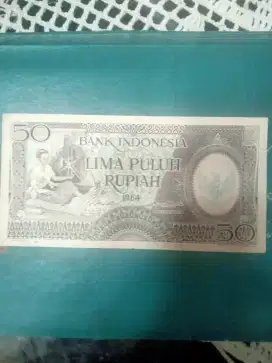 50
BANK INDONESIA
LIMA PULUH
RUPIAH
1964
50